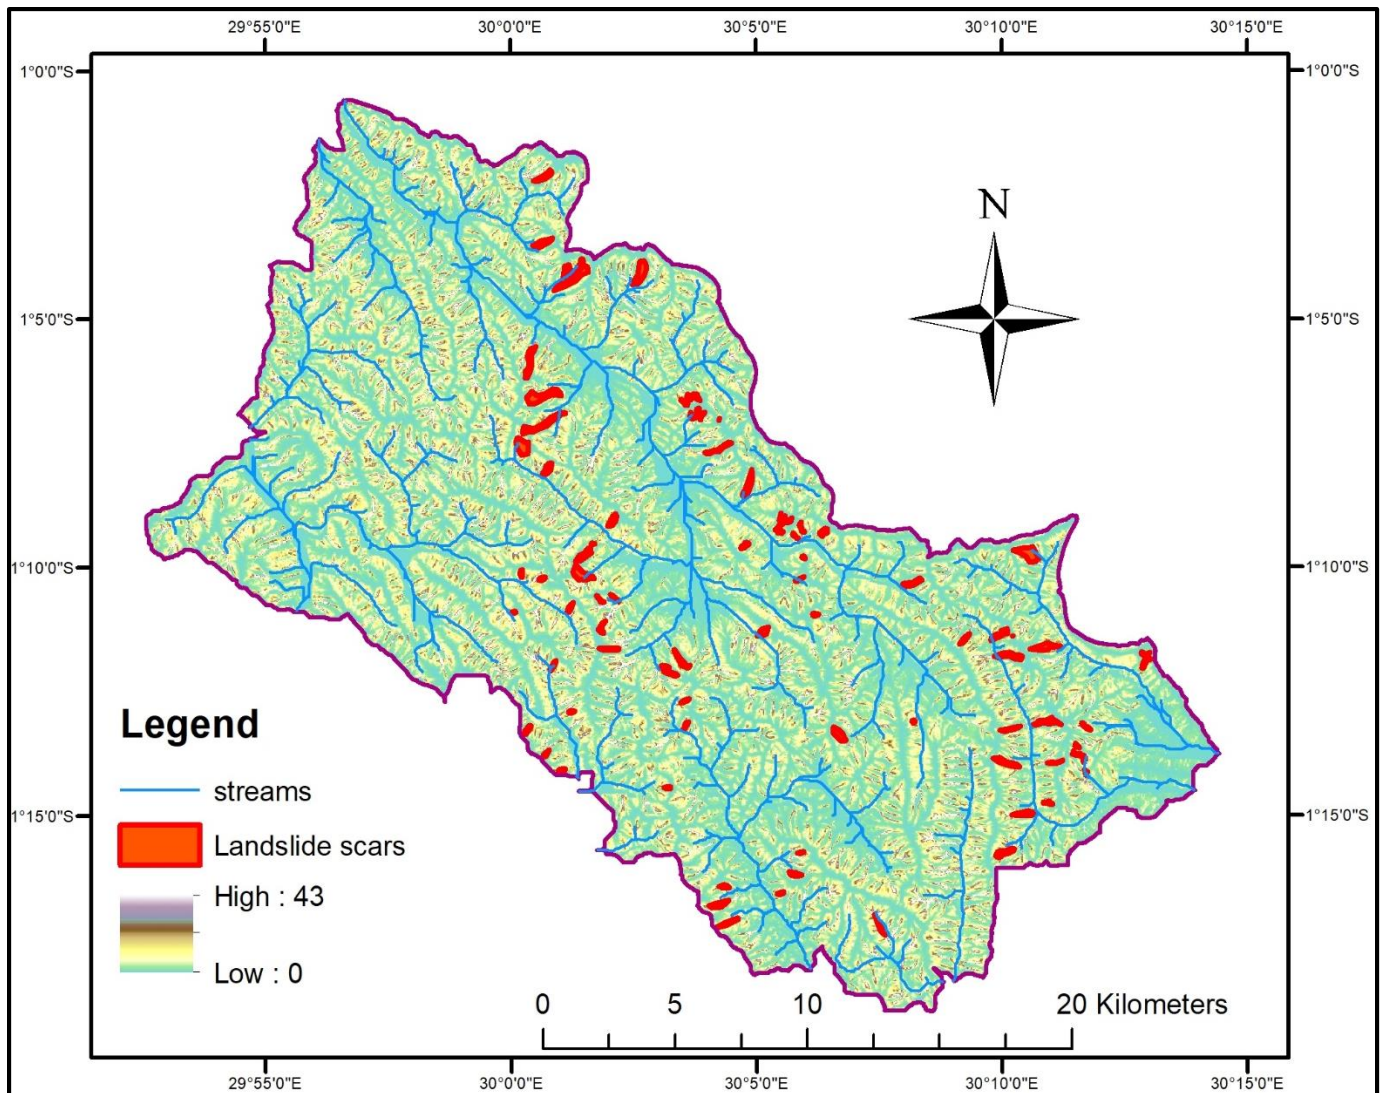 29°55'0"E 30°0'0"E 30°5'0"E 30°10'0"E 30°15'0"E
1°0'0"S 1°0'0"S
N
1°5'0"S 1°5'0"S
1°10'0"S 1°10'0"S
Legend
streams
1°15'0"S 1°15'0"S
Landslide scars
High : 43
Low : 0
0 5 10 20 Kilometers
29°55'0"E 30°0'0"E 30°5'0"E 30°10'0"E 30°15'0"E